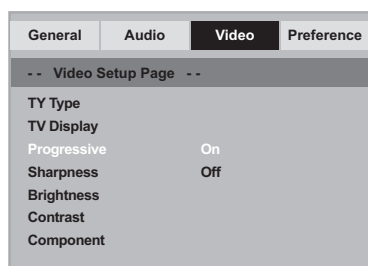 General Audio Video Preference
- - Video Setup Page - -
TY Type
TV Display
Progressive On
Sharpness Off
Brightness
Contrast
Component